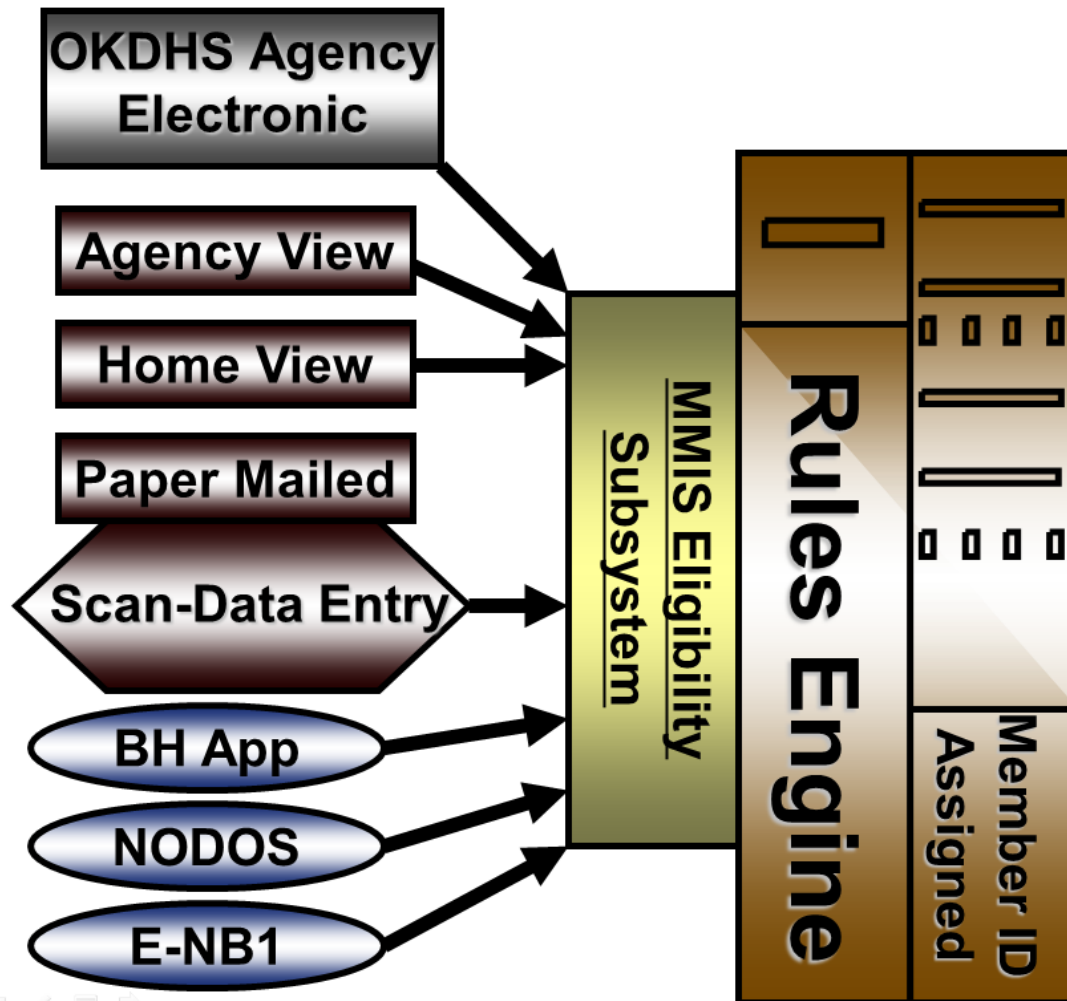 OKDHS Agency
Electronic
Agency View
Home View
Paper Mailed
Scan-Data Entry
BH App
NODOS
E-NB1
MMIS Eligibility
Subsystem
Rules Engine
Member ID
Assigned